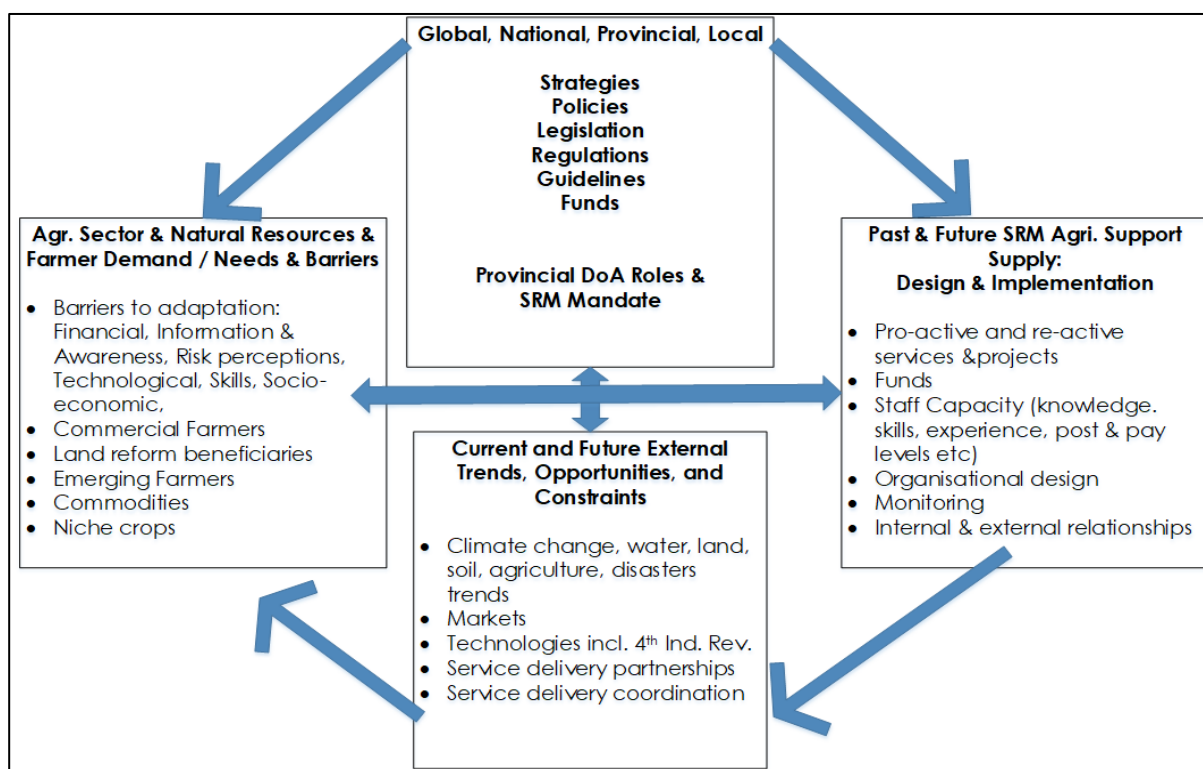 Global, National, Provincial, Local
Strategies
Policies
Legislation
Regulations
Guidelines
Funds
Provincial DoA Roles &
SRM Mandate
Agr. Sector & Natural Resources &
Farmer Demand / Needs & Barriers
• Barriers to adaptation:
Financial, Information &
Awareness, Risk perceptions,
Technological, Skills, Socio-
economic,
• Commercial Farmers
• Land reform beneficiaries
• Emerging Farmers
• Commodities
• Niche crops
Past & Future SRM Agri. Support
Supply:
Design & Implementation
• Pro-active and re-active
services &projects
• Funds
• Staff Capacity (knowledge.
skills, experience, post & pay
levels etc)
• Organisational design
• Monitoring
• Internal & external relationships
Current and Future External
Trends, Opportunities, and
Constraints
• Climate change, water, land,
soil, agriculture, disasters
trends
• Markets
• Technologies incl. 4th Ind. Rev.
• Service delivery partnerships
• Service delivery coordination